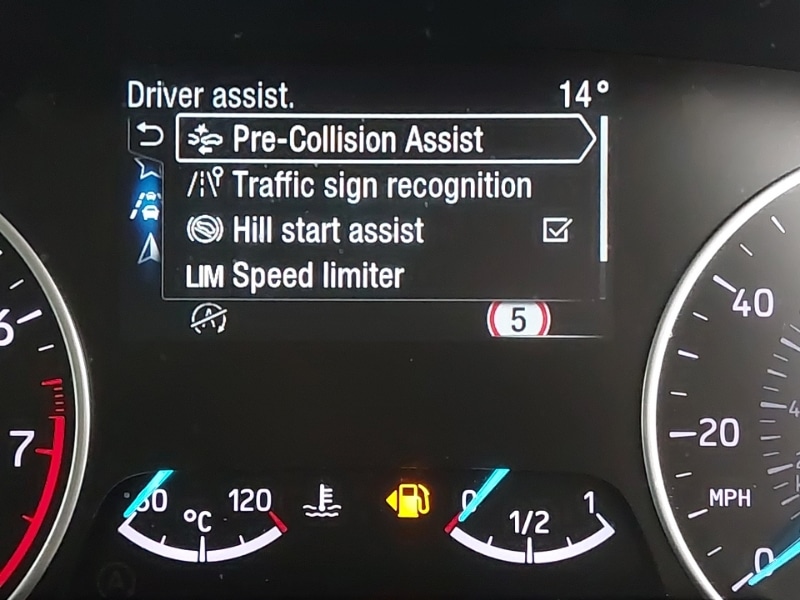 Driver assist. 14°
Pre-Collision Assist
Traffic sign recognition
Hill start assist
LIM Speed limiter
A 5
6
7
40
20
MPH
0
°C 120
0 1/2 1